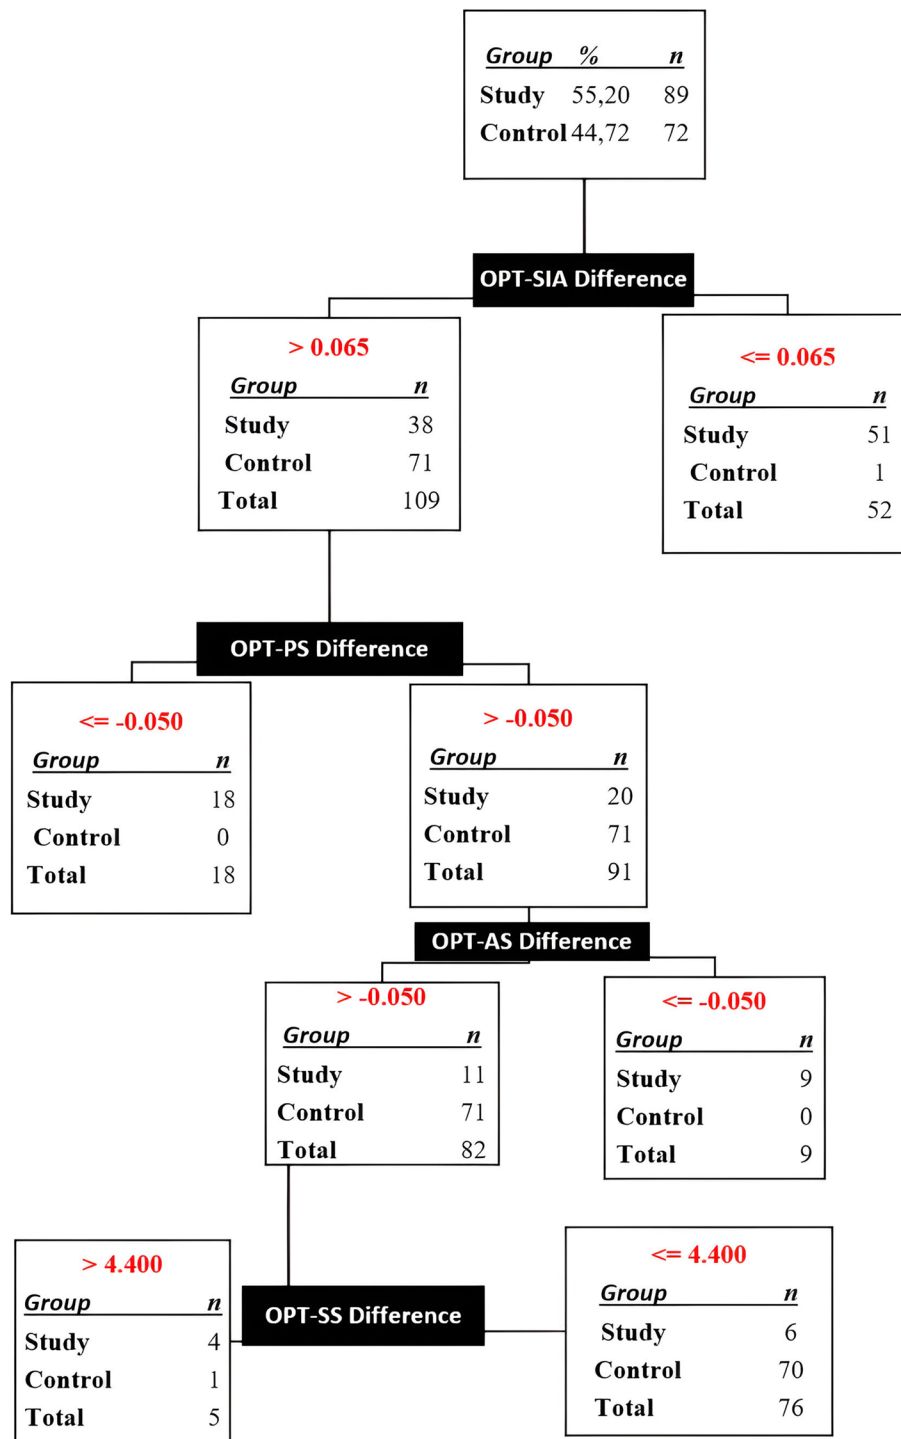 Group % n
Study 55,20 89
Control 44,72 72
OPT-SIA Difference
> 0.065
Group n
Study 38
Control 71
Total 109
<= 0.065
Group n
Study 51
Control 1
Total 52
OPT-PS Difference
<= -0.050
Group n
Study 18
Control 0
Total 18
> -0.050
Group n
Study 20
Control 71
Total 91
OPT-AS Difference
> -0.050
Group n
Study 11
Control 71
Total 82
<= -0.050
Group n
Study 9
Control 0
Total 9
OPT-SS Difference
> 4.400
Group n
Study 4
Control 1
Total 5
<= 4.400
Group n
Study 6
Control 70
Total 76